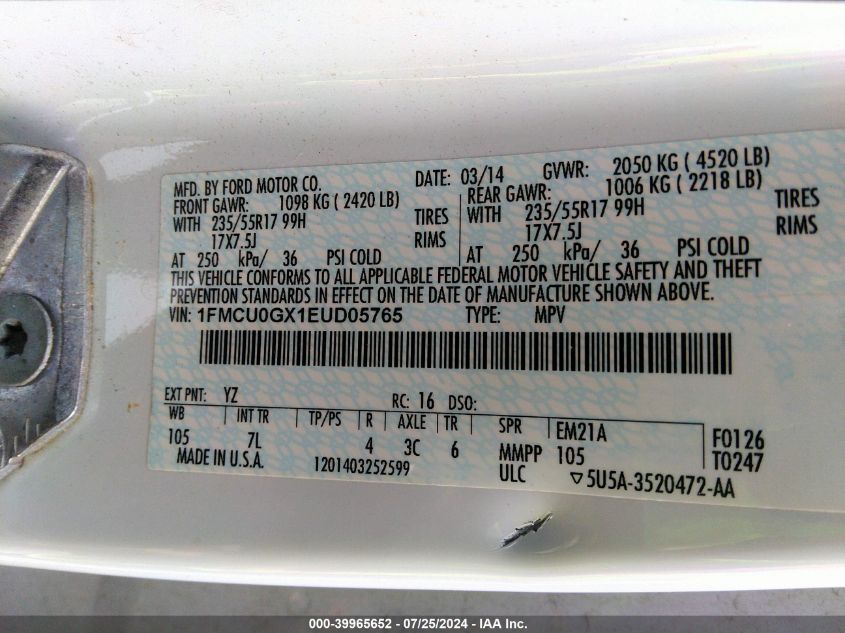 MFD. BY FORD MOTOR CO. DATE: 03/14 GVWR: 2050 KG ( 4520 LB)
FRONT GAWR: 1098 KG ( 2420 LB) REAR GAWR: 1006 KG ( 2218 LB)
WITH 235/55R17 99H TIRES WITH 235/55R17 99H TIRES
17X7.5J RIMS 17X7.5J RIMS
AT 250 kPa/ 36 PSI COLD AT 250 kPa/ 36 PSI COLD
THIS VEHICLE CONFORMS TO ALL APPLICABLE FEDERAL MOTOR VEHICLE SAFETY AND THEFT
PREVENTION STANDARDS IN EFFECT ON THE DATE OF MANUFACTURE SHOWN ABOVE.
VIN: 1FMCU0GX1EUD05765 TYPE: MPV
EXT PNT: YZ RC: 16 DSO:
WB INT TR TP/PS R AXLE TR SPR EM21A F0126
105 7L 4 3C 6 MMPP 105 T0247
MADE IN U.S.A. 1201403252599 ULC ▽5U5A-3520472-AA
000-39965652 - 07/25/2024 - IAA Inc.